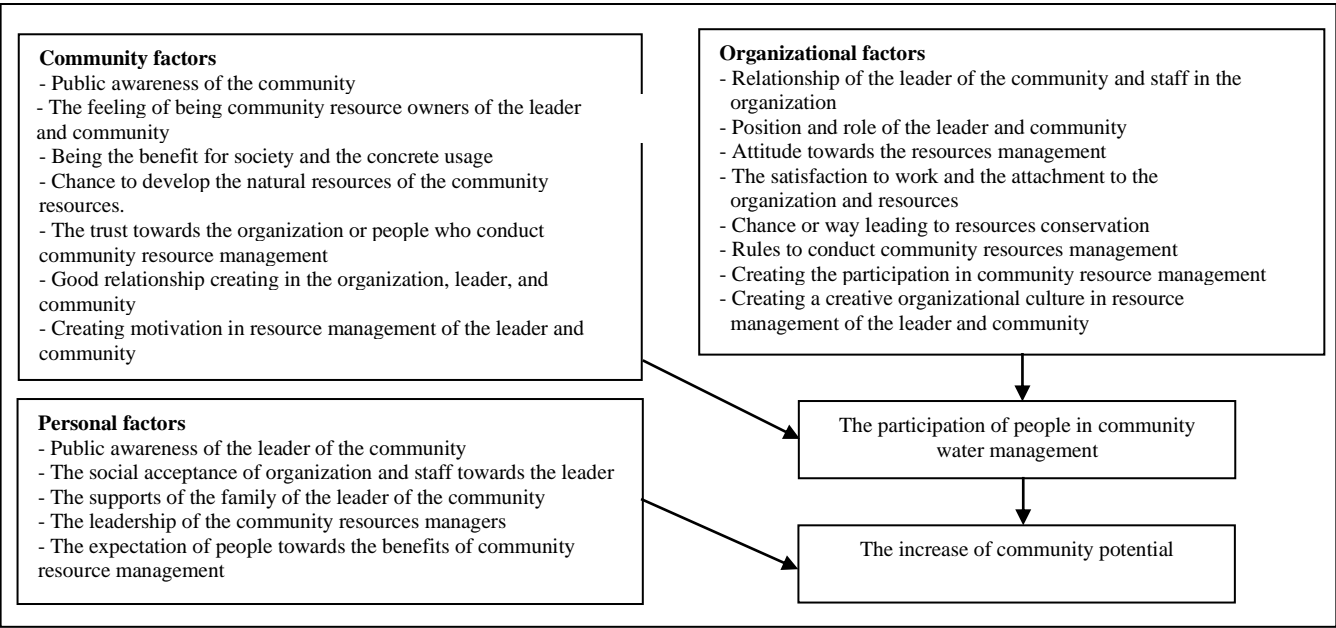 Community factors
- Public awareness of the community
- The feeling of being community resource owners of the leader
and community
- Being the benefit for society and the concrete usage
- Chance to develop the natural resources of the community
resources.
- The trust towards the organization or people who conduct
community resource management
- Good relationship creating in the organization, leader, and
community
- Creating motivation in resource management of the leader and
community
Organizational factors
- Relationship of the leader of the community and staff in the
organization
- Position and role of the leader and community
- Attitude towards the resources management
- The satisfaction to work and the attachment to the
organization and resources
- Chance or way leading to resources conservation
- Rules to conduct community resources management
- Creating the participation in community resource management
- Creating a creative organizational culture in resource
management of the leader and community
Personal factors
- Public awareness of the leader of the community
- The social acceptance of organization and staff towards the leader
- The supports of the family of the leader of the community
- The leadership of the community resources managers
- The expectation of people towards the benefits of community
resource management
The participation of people in community
water management
The increase of community potential